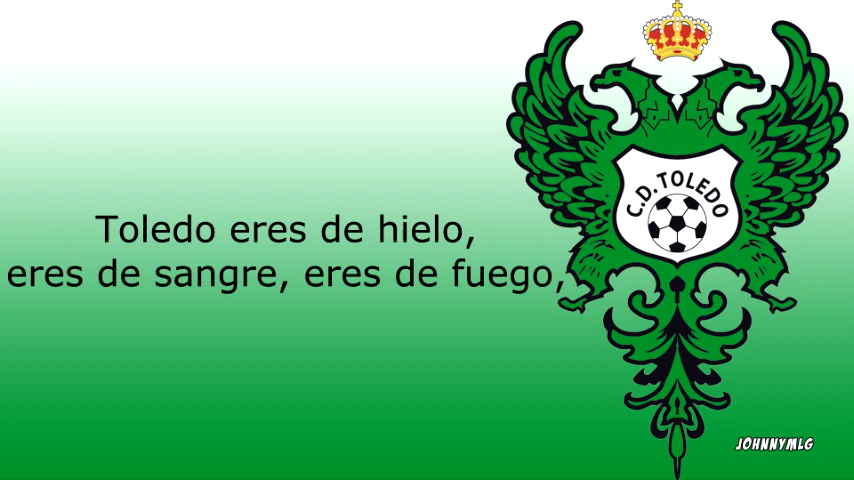 C.D. TOLEDO
Toledo eres de hielo,
eres de sangre, eres de fuego,
JOHNNYMLG